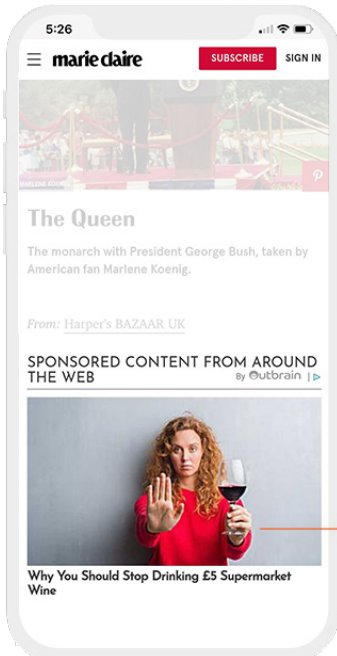 5:26
marie claire
SUBSCRIBE
SIGN IN
MARLENE KOENIG
The Queen
The monarch with President George Bush, taken by
American fan Marlene Koenig.
From: Harper's BAZAAR UK
SPONSORED CONTENT FROM AROUND
THE WEB
By Outbrain
Why You Should Stop Drinking £5 Supermarket
Wine